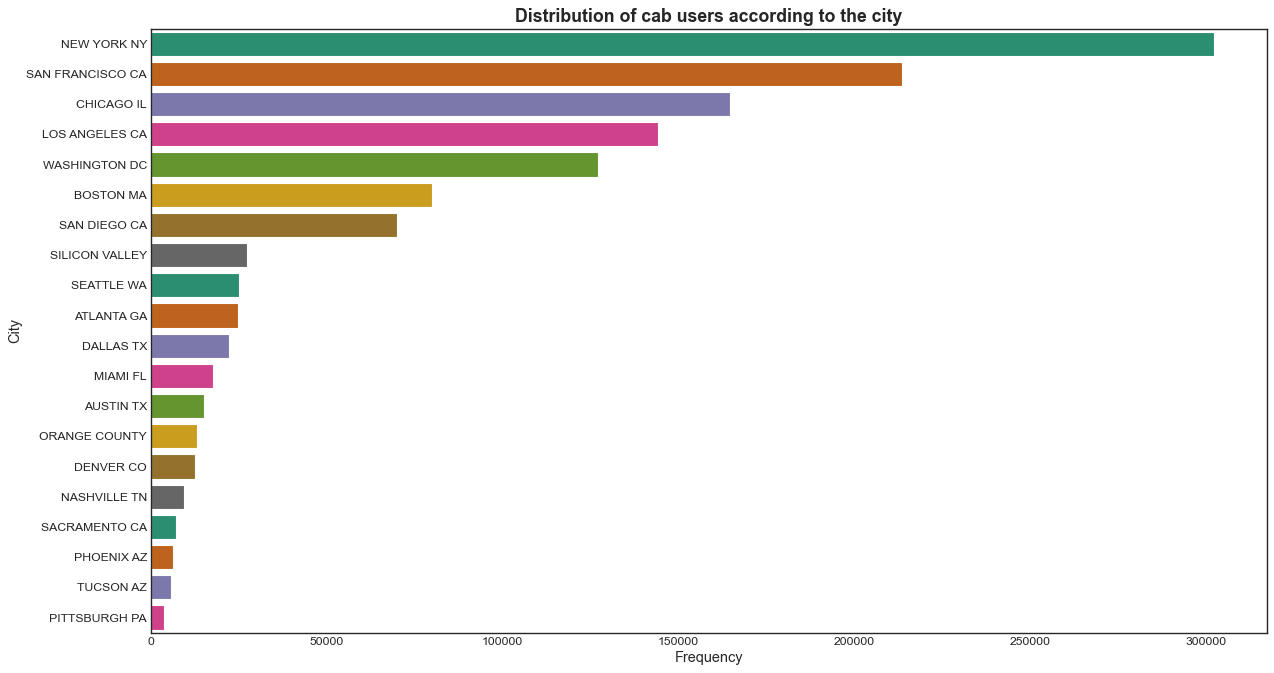 Distribution of cab users according to the city
City
NEW YORK NY
SAN FRANCISCO CA
CHICAGO IL
LOS ANGELES CA
WASHINGTON DC
BOSTON MA
SAN DIEGO CA
SILICON VALLEY
SEATTLE WA
ATLANTA GA
DALLAS TX
MIAMI FL
AUSTIN TX
ORANGE COUNTY
DENVER CO
NASHVILLE TN
SACRAMENTO CA
PHOENIX AZ
TUCSON AZ
PITTSBURGH PA
0 50000 100000 150000 200000 250000 300000
Frequency